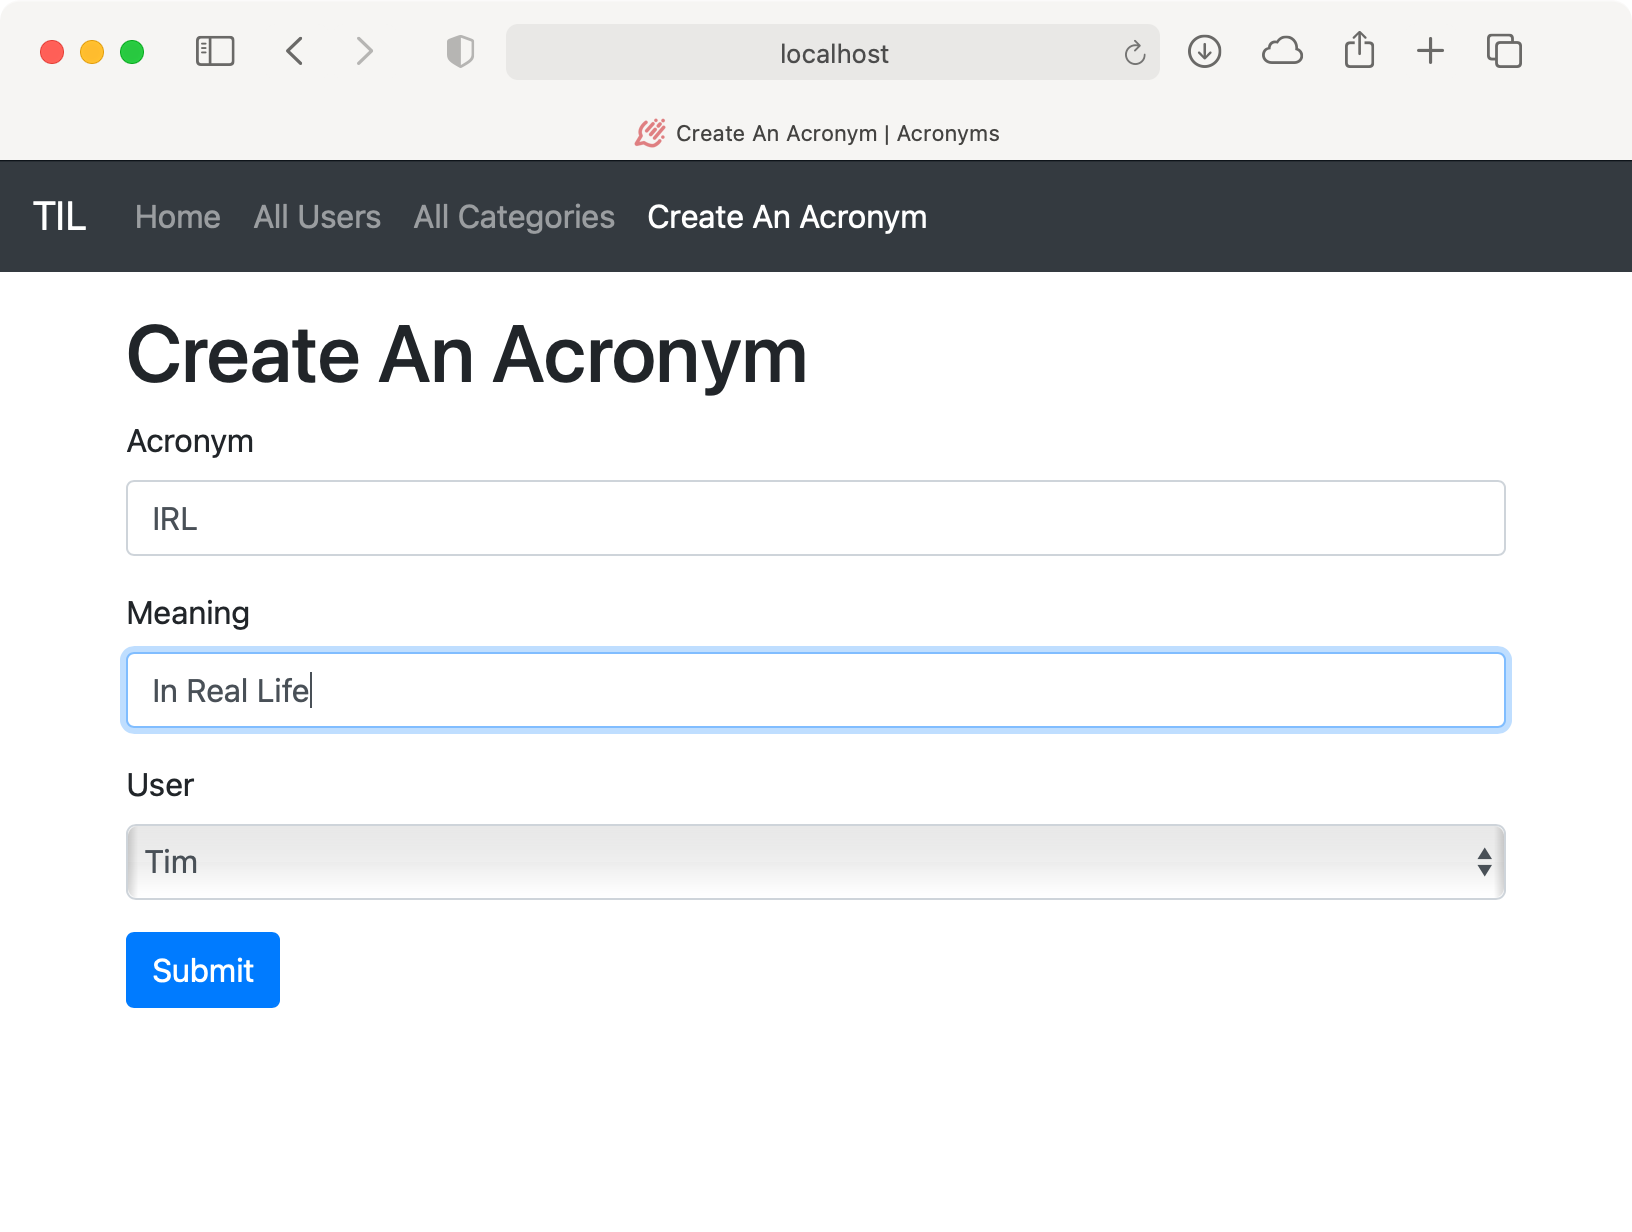 localhost
Create An Acronym | Acronyms
TIL Home All Users All Categories Create An Acronym
Create An Acronym
Acronym
IRL
Meaning
In Real Life
User
Tim
Submit